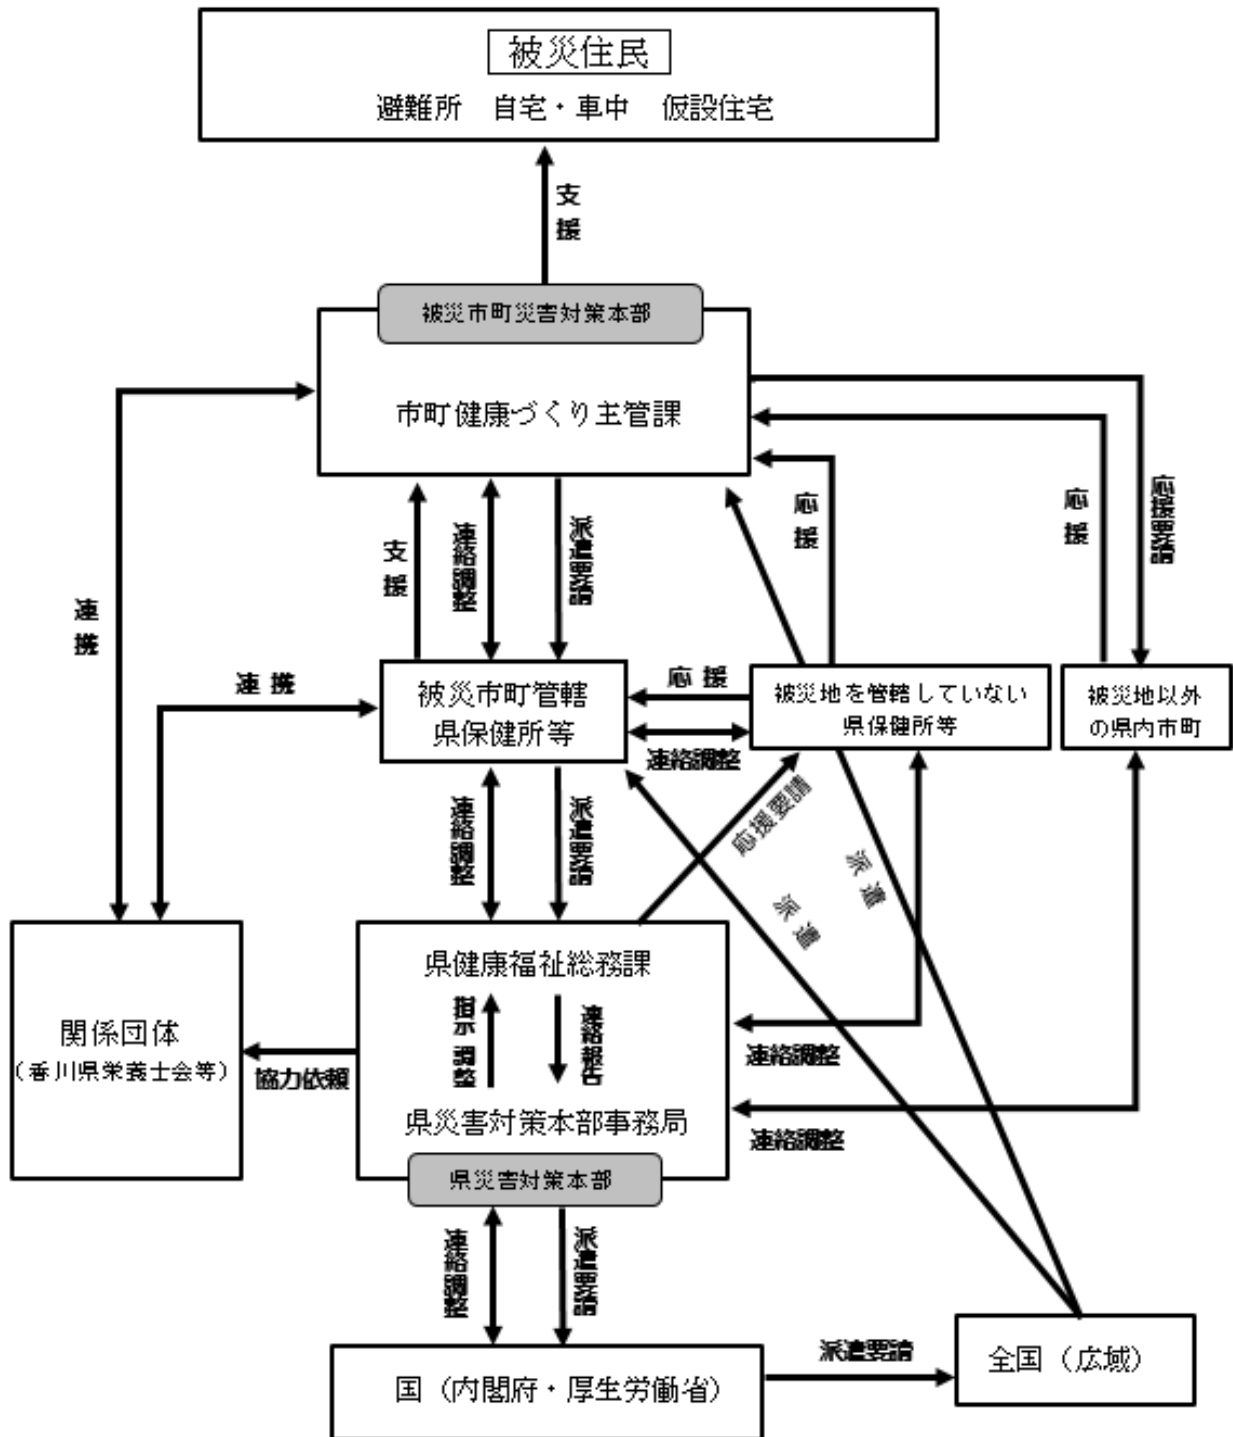 被災住民
避難所 自宅・車中 仮設住宅
支援
被災市町災害対策本部
市町健康づくり主管課
連携
支援
連絡調整
派遣要請
応援
応援
応援要請
連携
被災市町管轄
県保健所等
応援
連絡調整
被災地を管轄していない
県保健所等
被災地以外
の県内市町
連絡調整
派遣要請
応援要請
派遣
派遣
関係団体
（香川県栄養士会等）
協力依頼
県健康福祉総務課
指示調整
連絡報告
県災害対策本部事務局
県災害対策本部
連絡調整
連絡調整
連絡調整
派遣要請
国（内閣府・厚生労働省）
派遣要請
全国（広域）